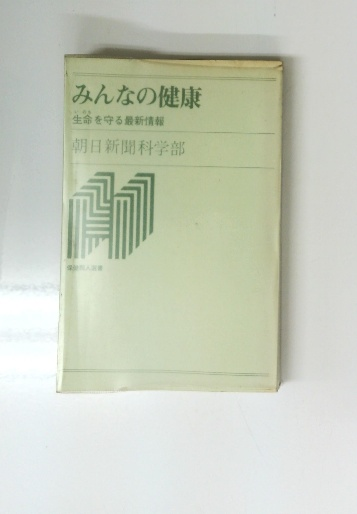 みんなの健康
生命を守る最新情報
朝日新聞科学部